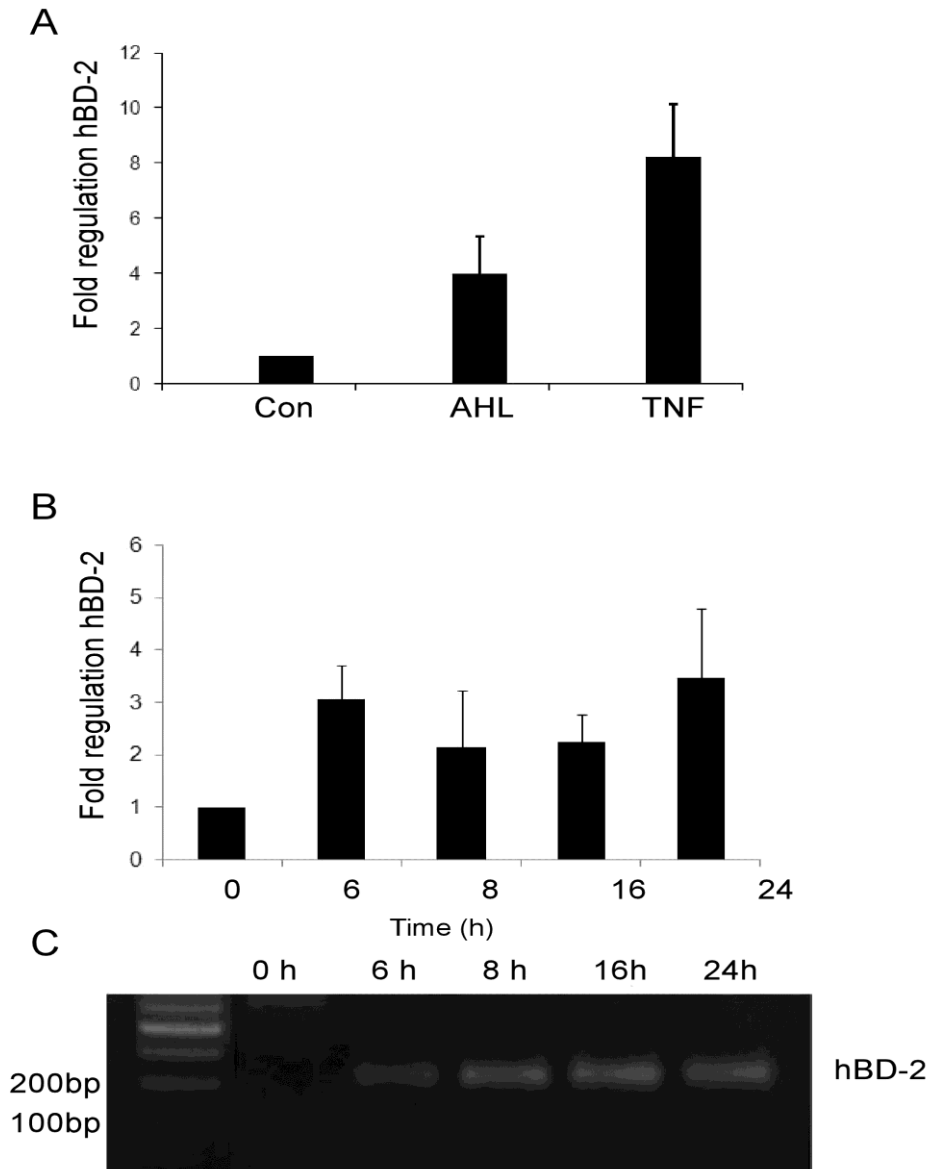 A
Fold regulation hBD-2
12
10
8
6
4
2
0
Con AHL TNF
B
Fold regulation hBD-2
6
5
4
3
2
1
0
0 6 8 16 24
Time (h)
C
0 h 6 h 8 h 16h 24h
200bp
100bp
hBD-2